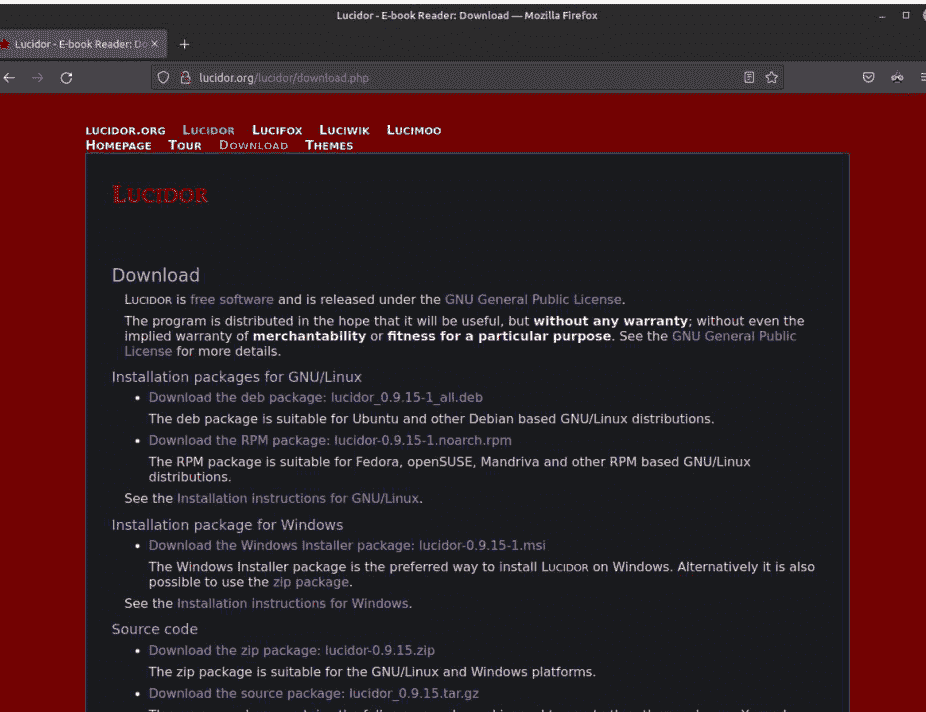 Lucidor - E-book Reader: Download — Mozilla Firefox
Lucidor - E-book Reader: Do
lucidor.org/lucidor/download.php
LUCIDOR.ORG LUCIDOR LUCIFOX LUCIWIK LUCIMOO
HOMEPAGE TOUR DOWNLOAD THEMES
LUCIDOR
Download
LUCIDOR is free software and is released under the GNU General Public License.
The program is distributed in the hope that it will be useful, but without any warranty; without even the
implied warranty of merchantability or fitness for a particular purpose. See the GNU General Public
License for more details.
Installation packages for GNU/Linux
• Download the deb package: lucidor_0.9.15-1_all.deb
The deb package is suitable for Ubuntu and other Debian based GNU/Linux distributions.
• Download the RPM package: lucidor-0.9.15-1.noarch.rpm
The RPM package is suitable for Fedora, openSUSE, Mandriva and other RPM based GNU/Linux
distributions.
See the Installation instructions for GNU/Linux.
Installation package for Windows
• Download the Windows Installer package: lucidor-0.9.15-1.msi
The Windows Installer package is the preferred way to install LUCIDOR on Windows. Alternatively it is also
possible to use the zip package.
See the Installation instructions for Windows.
Source code
• Download the zip package: lucidor-0.9.15.zip
The zip package is suitable for the GNU/Linux and Windows platforms.
• Download the source package: lucidor_0.9.15.tar.gz